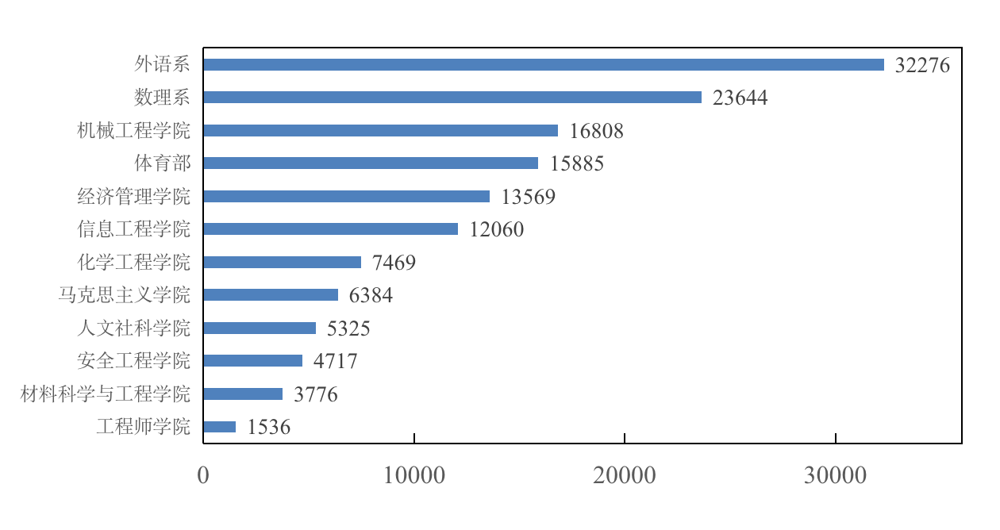 外语系 32276
数理系 23644
机械工程学院 16808
体育部 15885
经济管理学院 13569
信息工程学院 12060
化学工程学院 7469
马克思主义学院 6384
人文社科学院 5325
安全工程学院 4717
材料科学与工程学院 3776
工程师学院 1536
0 10000 20000 30000